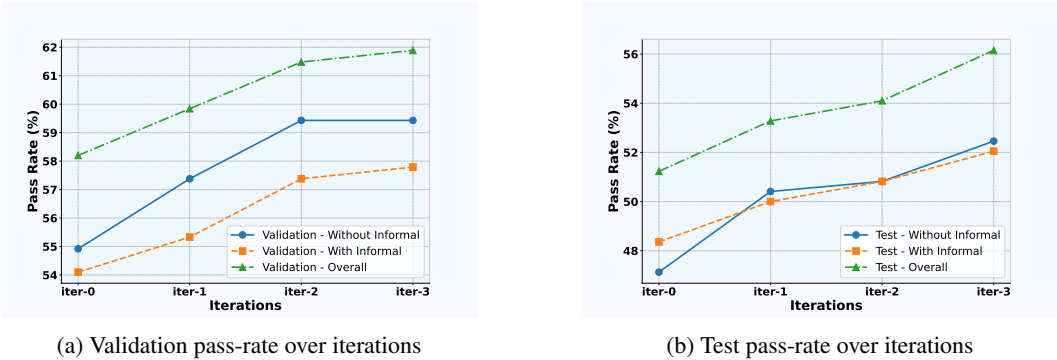 62
61
60
59
58
57
56
55
54
Pass Rate (%)
Validation - Without Informal
Validation - With Informal
Validation - Overall
iter-0 iter-1 iter-2 iter-3
Iterations
(a) Validation pass-rate over iterations
56
54
52
50
48
Pass Rate (%)
Test - Without Informal
Test - With Informal
Test - Overall
iter-0 iter-1 iter-2 iter-3
Iterations
(b) Test pass-rate over iterations